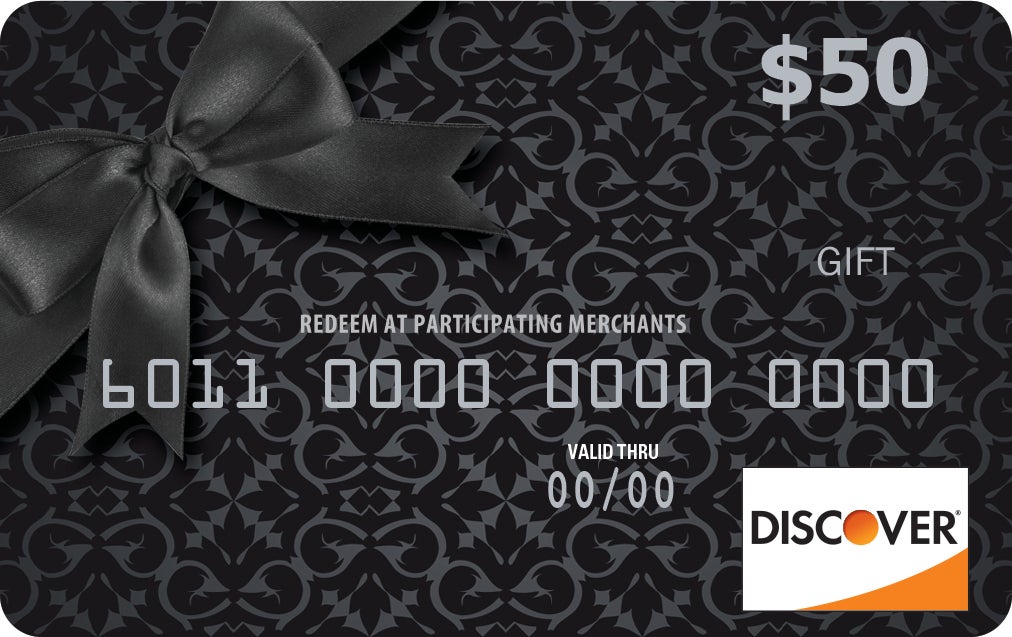 $50
GIFT
REDEEM AT PARTICIPATING MERCHANTS
6011 0000 0000 0000
VALID THRU
00/00
DISCOVER®